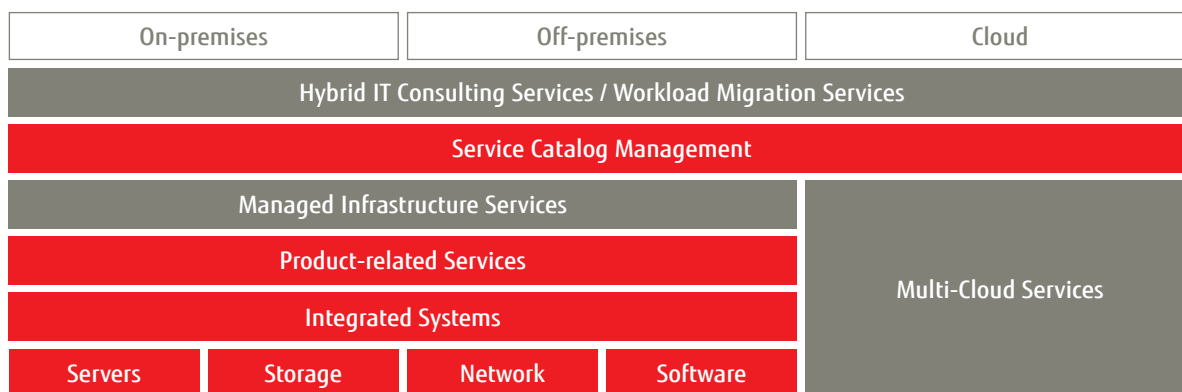 On-premises
Off-premises
Cloud
Hybrid IT Consulting Services / Workload Migration Services
Service Catalog Management
Managed Infrastructure Services
Product-related Services
Integrated Systems
Servers
Storage
Network
Software
Multi-Cloud Services